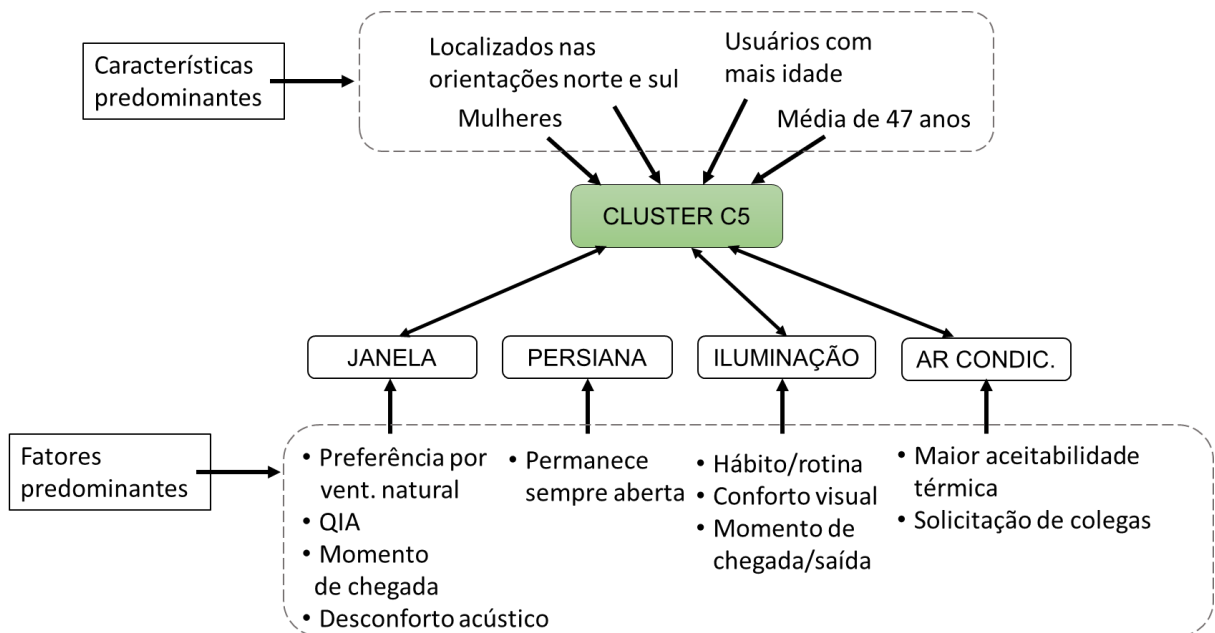 Características
predominantes
Localizados nas
orientações norte e sul
Mulheres
Usuários com
mais idade
Média de 47 anos
CLUSTER C5
JANELA
PERSIANA
ILUMINAÇÃO
AR CONDIC.
Fatores
predominantes
• Preferência por
vent. natural
• QIA
• Momento
de chegada
• Desconforto acústico
• Permanece
sempre aberta
• Hábito/rotina
• Conforto visual
• Momento de
chegada/saída
• Maior aceitabilidade
térmica
• Solicitação de colegas